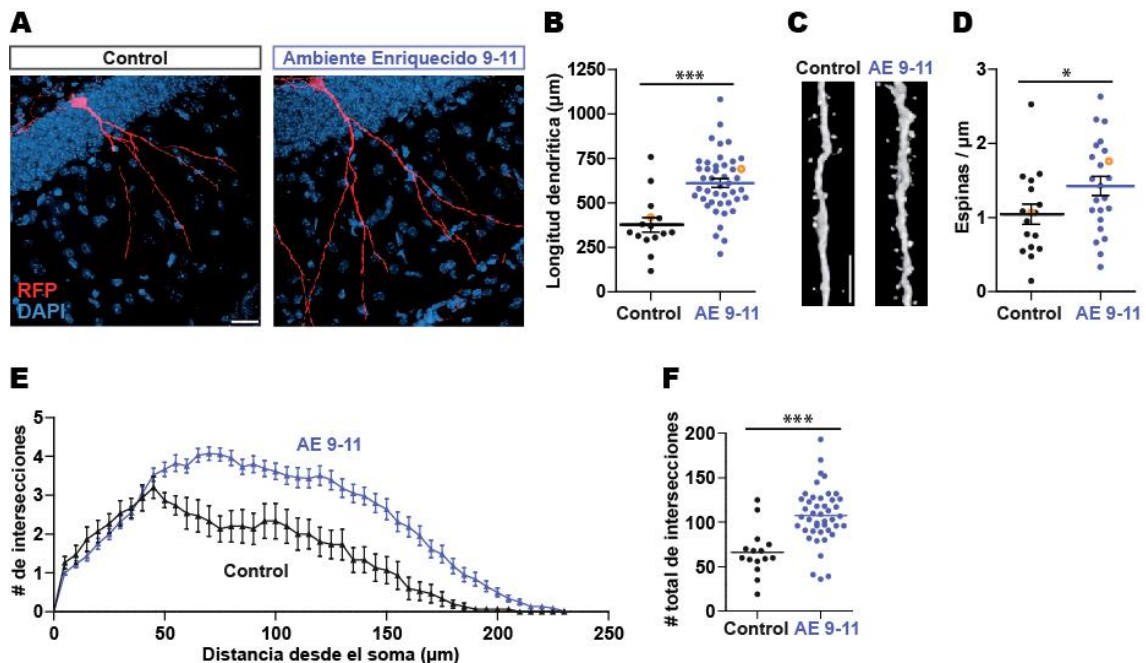 A
Control
Ambiente Enriquecido 9-11
RFP
DAPI
B
Longitud dendrítica (µm)
1250
1000
750
500
250
0
***
Control
AE 9-11
C
Control
AE 9-11
D
Espinas / µm
3
2
1
0
*
Control
AE 9-11
E
# de intersecciones
5
4
3
2
1
0
AE 9-11
Control
0
50
100
150
200
250
Distancia desde el soma (µm)
F
# total de intersecciones
200
150
100
50
0
***
Control
AE 9-11